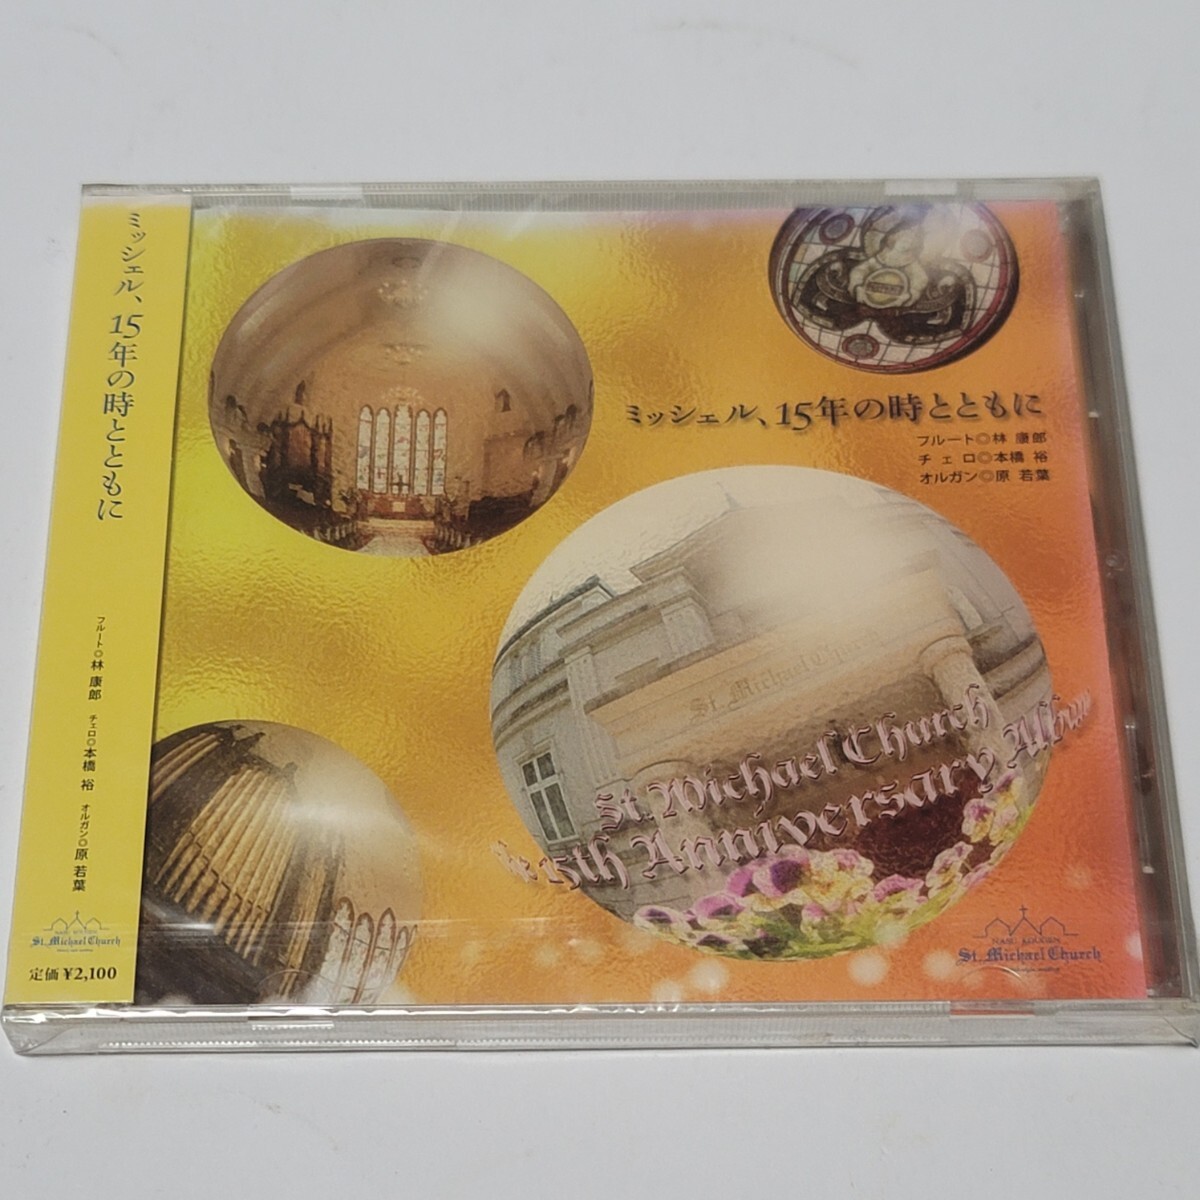 ミッシェル、15年の時とともに
フルート◎林 康郎 チェロ◎本橋 裕 オルガン◎原 若葉
St. Michael Church
定価 ¥2,100
ミッシェル、15年の時とともに
フルート◎林 康郎
チェロ◎本橋 裕
オルガン◎原 若葉
St. Michael Church
St. Michael Church
15th Anniversary Album
NASU KOUGEN
St. Michael Church